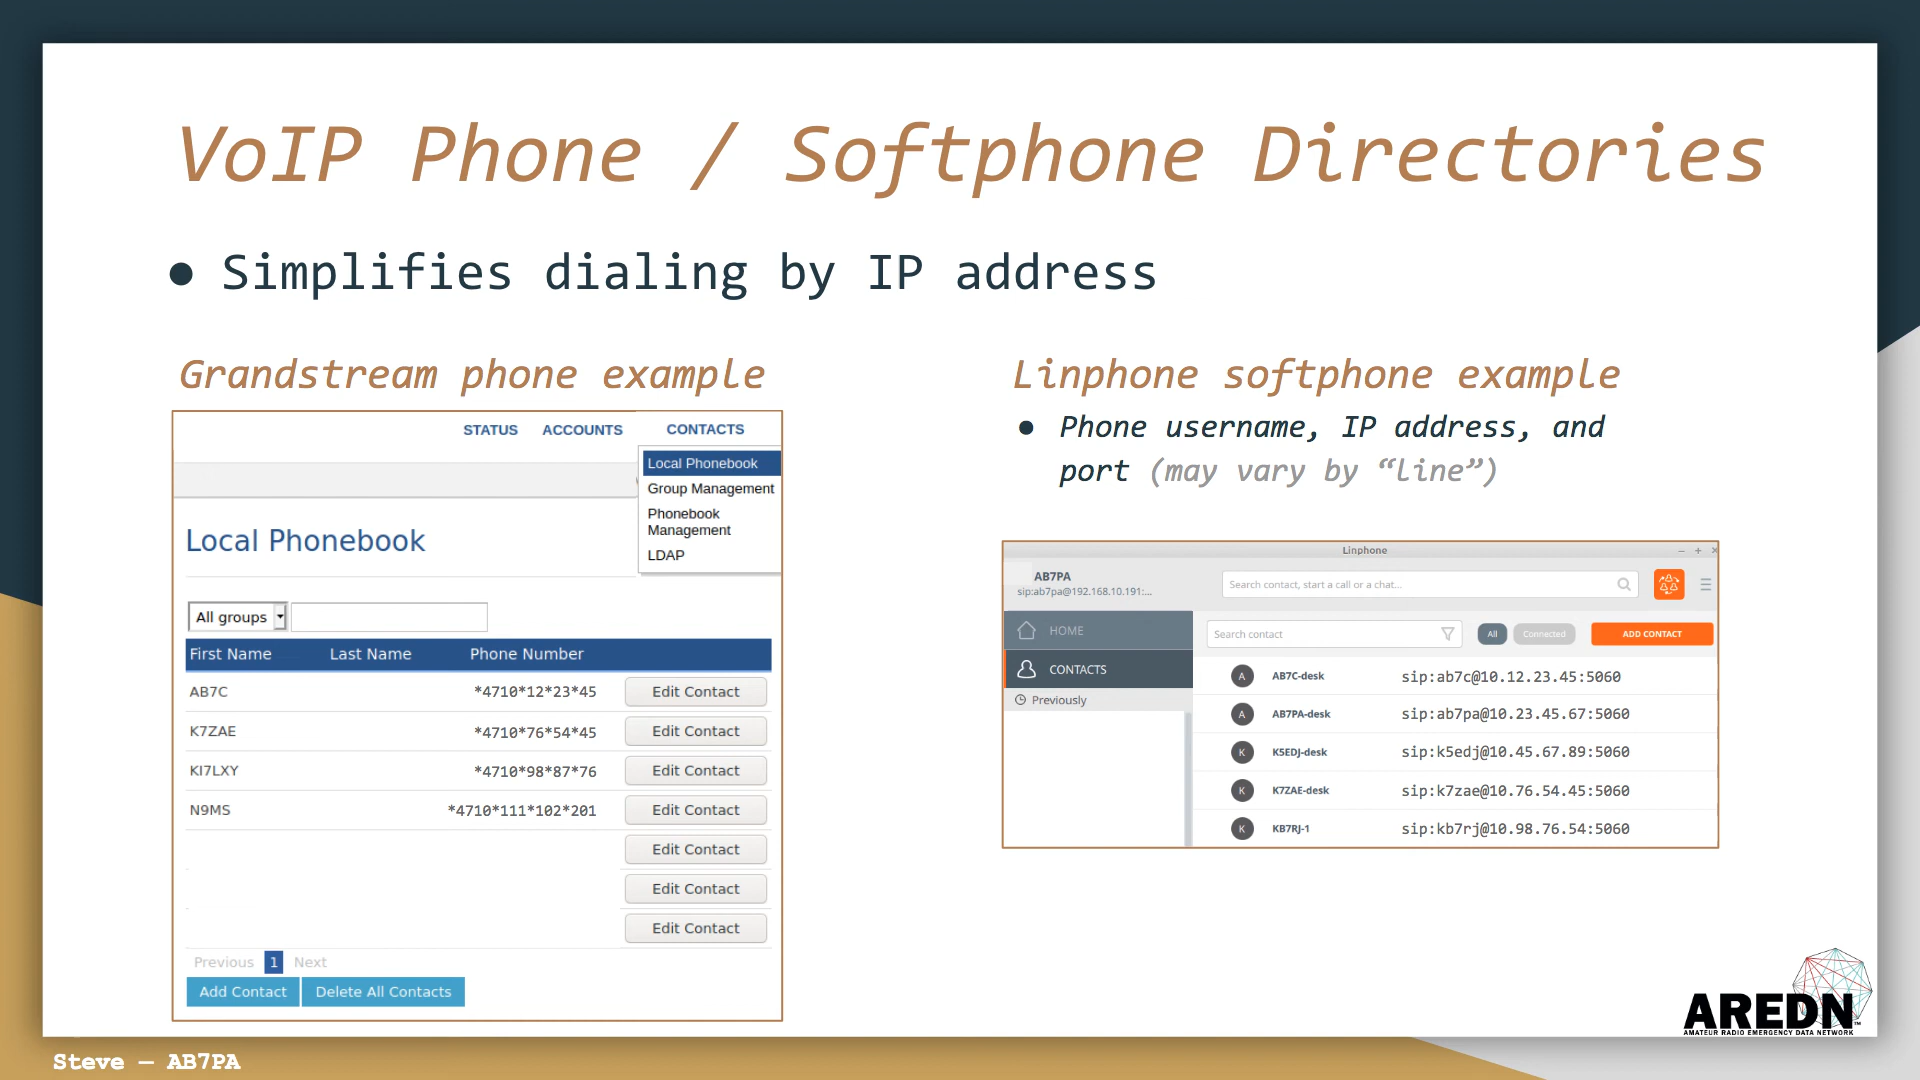 VoIP Phone / Softphone Directories
● Simplifies dialing by IP address
Grandstream phone example
STATUS ACCOUNTS CONTACTS
Local Phonebook
Group Management
Phonebook
Management
LDAP
Local Phonebook
All groups
First Name Last Name Phone Number
AB7C *4710*12*23*45 Edit Contact
K7ZAE *4710*76*54*45 Edit Contact
KI7LXY *4710*98*87*76 Edit Contact
N9MS *4710*111*102*201 Edit Contact
Edit Contact
Edit Contact
Edit Contact
Previous 1 Next
Add Contact Delete All Contacts
Linphone softphone example
● Phone username, IP address, and
port (may vary by “line”)
Linphone
AB7PA
sip:ab7pa@192.168.10.191:...
Search contact, start a call or a chat...
HOME
CONTACTS
Previously
Search contact
All Connected ADD CONTACT
A AB7C-desk sip:ab7c@10.12.23.45:5060
A AB7PA-desk sip:ab7pa@10.23.45.67:5060
K K5EDJ-desk sip:k5edj@10.45.67.89:5060
K K7ZAE-desk sip:k7zae@10.76.54.45:5060
K KB7RJ-1 sip:kb7rj@10.98.76.54:5060
AREDN™
AMATEUR RADIO EMERGENCY DATA NETWORK
Steve — AB7PA